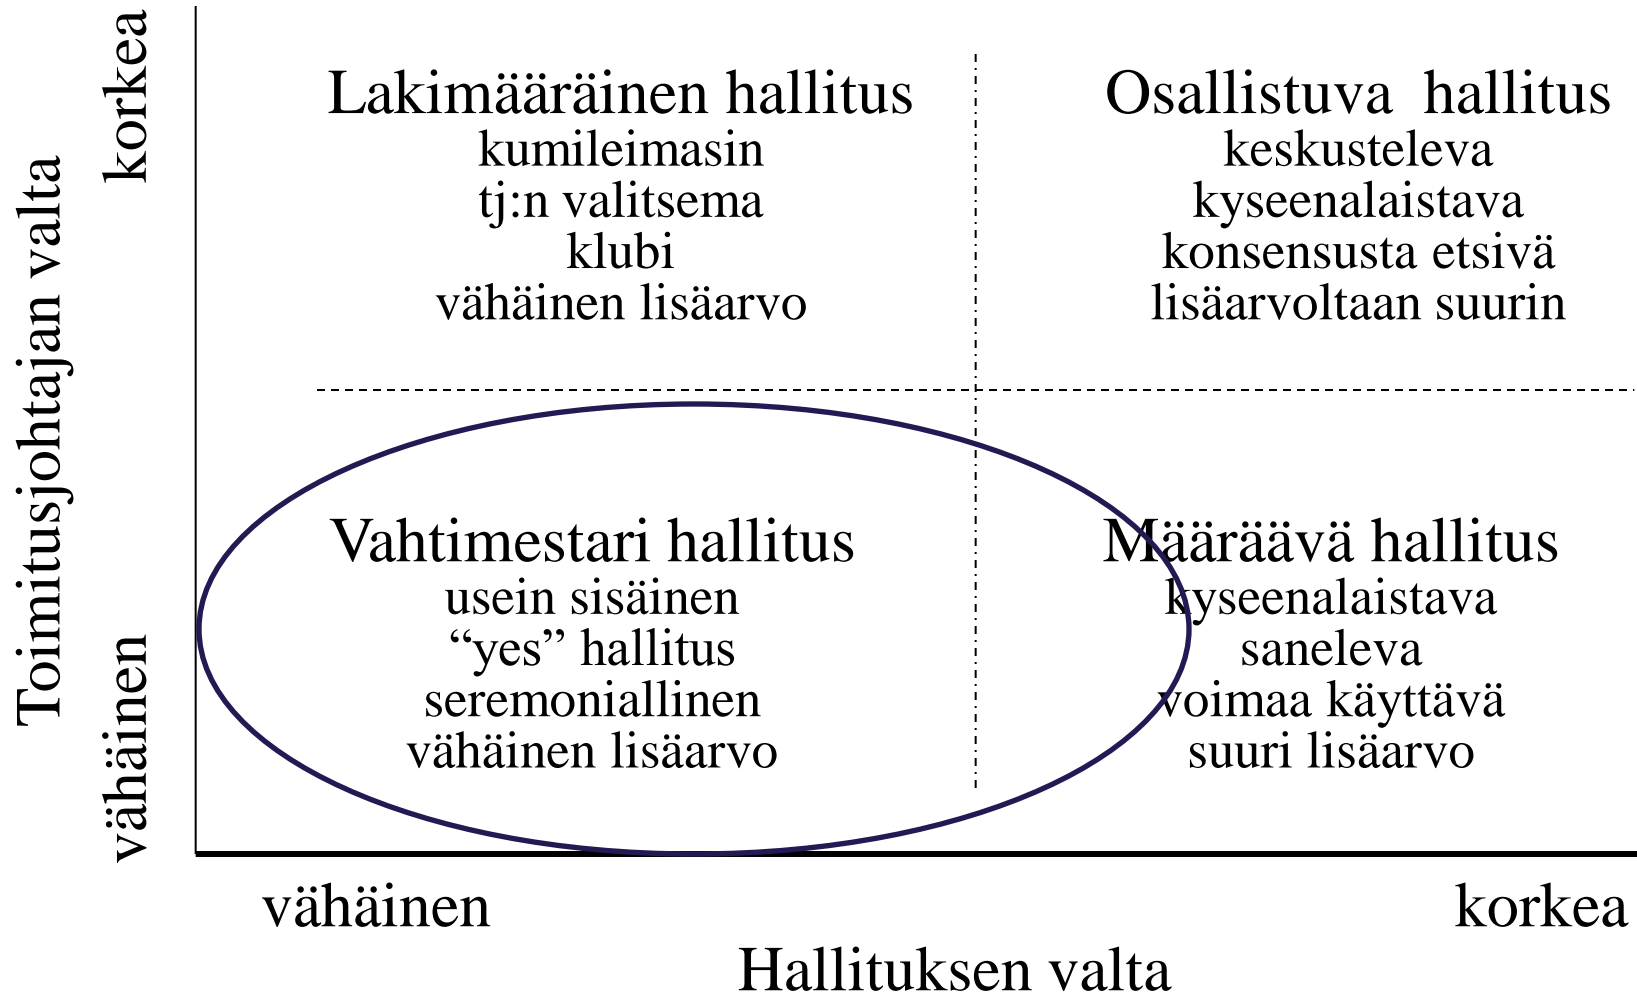 Toimitusjohtajan valta
korkea
vähäinen
Lakimääräinen hallitus
kumileimasin
tj:n valitsema
klubi
vähäinen lisäarvo
Osallistuva hallitus
keskusteleva
kyseenalaistava
konsensusta etsivä
lisäarvoltaan suurin
Vahtimestari hallitus
usein sisäinen
“yes” hallitus
seremoniallinen
vähäinen lisäarvo
Määräävä hallitus
kyseenalaistava
saneleva
voimaa käyttävä
suuri lisäarvo
vähäinen
korkea
Hallituksen valta